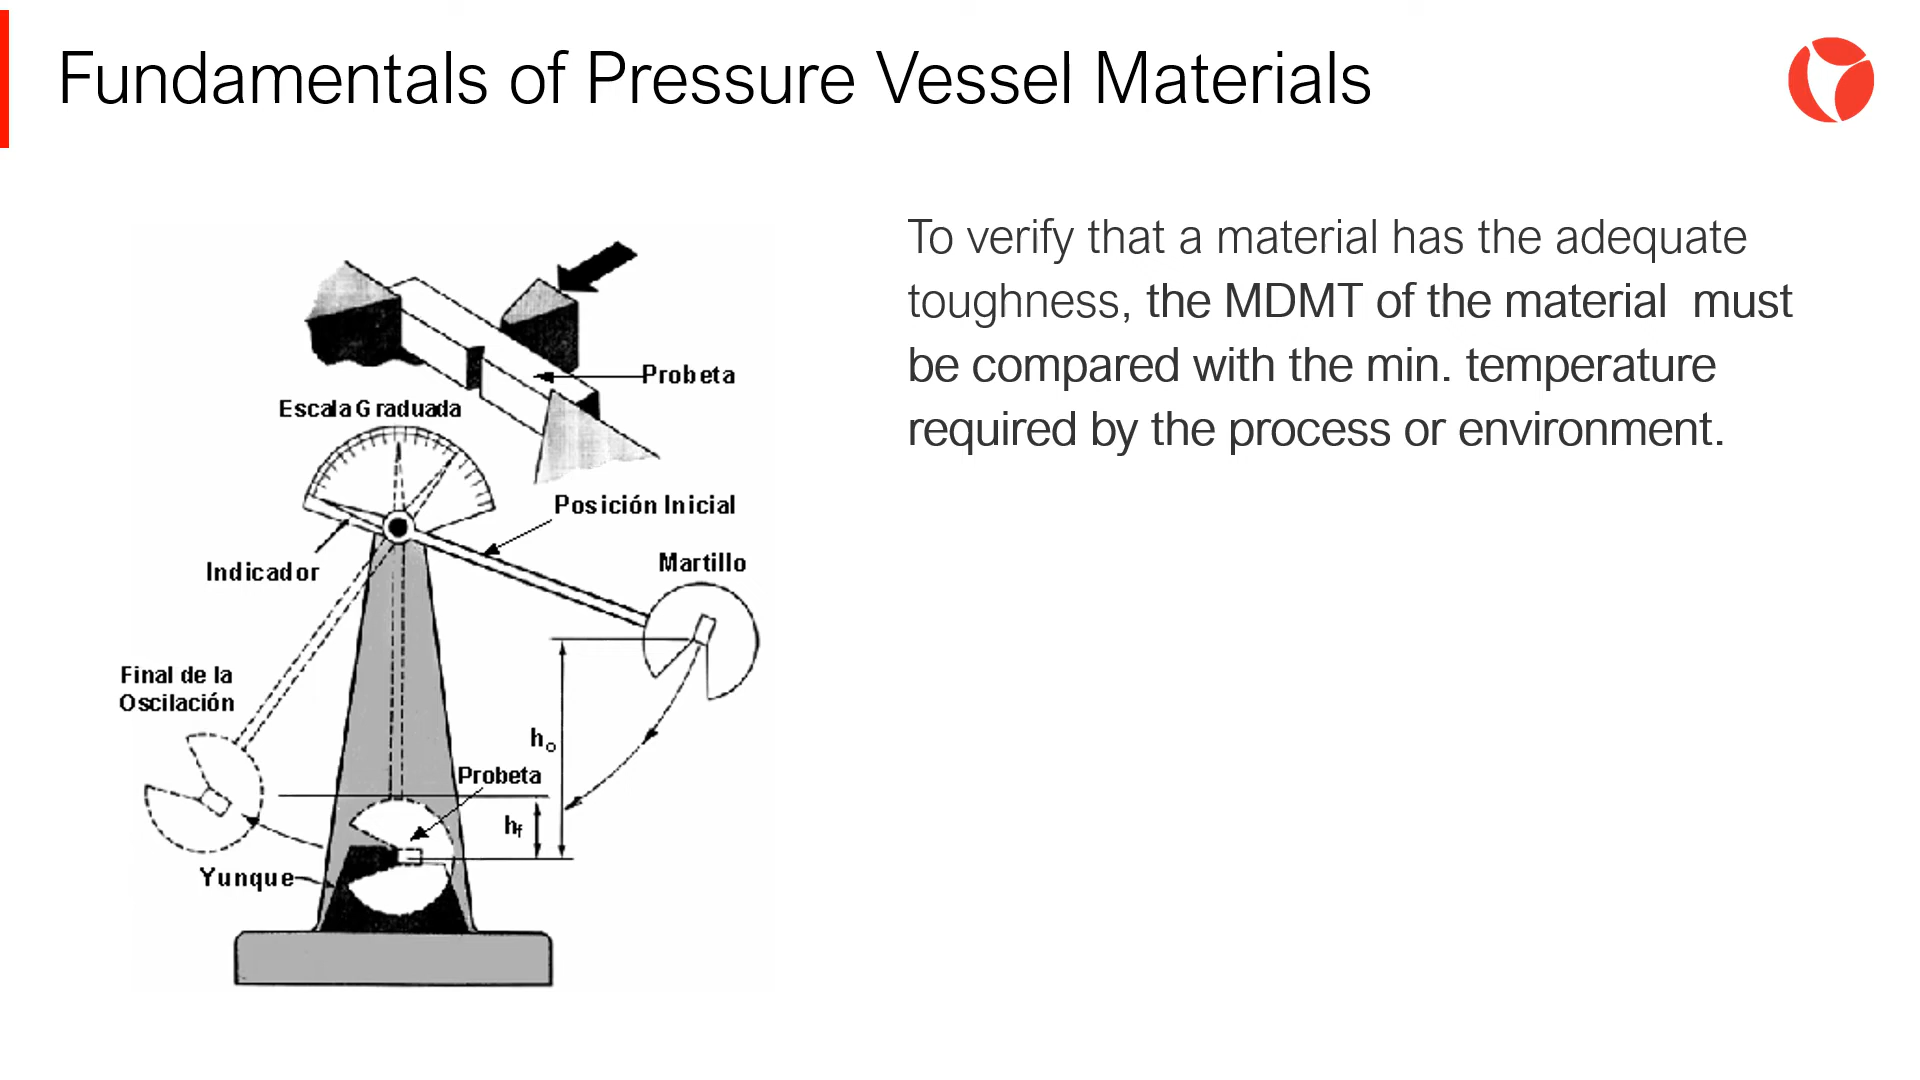 Fundamentals of Pressure Vessel Materials
To verify that a material has the adequate
toughness, the MDMT of the material  must
be compared with the min. temperature
required by the process or environment.
Probeta
Escala Graduada
Posición Inicial
Martillo
Indicador
Final de la
Oscilación
ho
Probeta
hf
Yunque